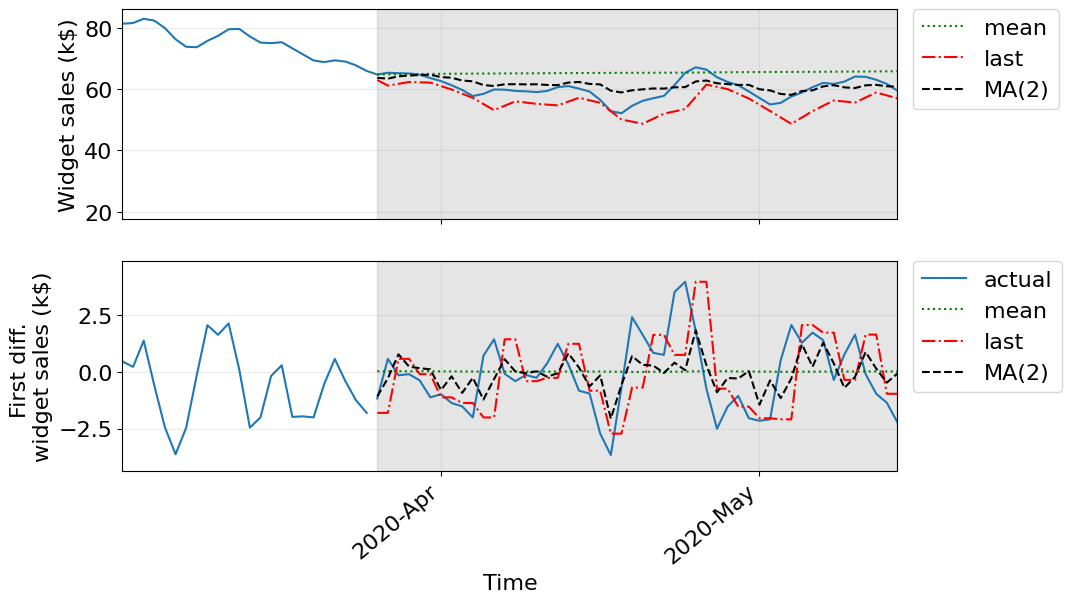 Widget sales (k$)
80
60
40
20
mean
last
MA(2)
First diff.
widget sales (k$)
2.5
0.0
−2.5
actual
mean
last
MA(2)
2020-Apr
2020-May
Time